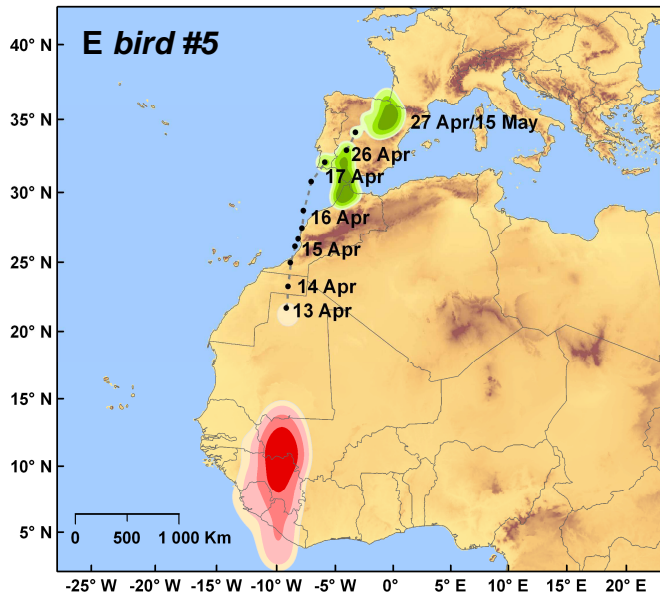 E bird #5
40° N
35° N
30° N
25° N
20° N
15° N
10° N
5° N
27 Apr/15 May
26 Apr
17 Apr
16 Apr
15 Apr
14 Apr
13 Apr
0 500 1 000 Km
-25° W -20° W -15° W -10° W -5° W 0° 5° E 10° E 15° E 20° E